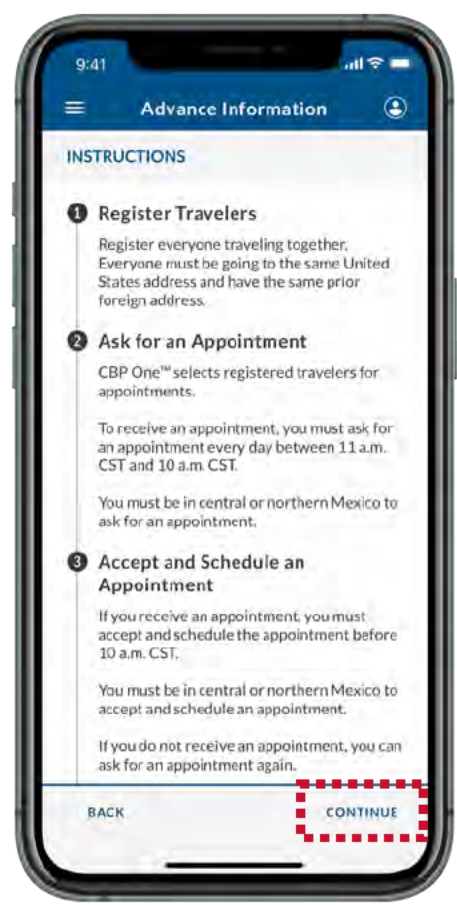 9:41
Advance Information
INSTRUCTIONS
1 Register Travelers
Register everyone traveling together.
Everyone must be going to the same United
States address and have the same prior
foreign address.
2 Ask for an Appointment
CBP One™ selects registered travelers for
appointments.
To receive an appointment, you must ask for
an appointment every day between 11 a.m.
CST and 10 a.m. CST.
You must be in central or northern Mexico to
ask for an appointment.
3 Accept and Schedule an
Appointment
If you receive an appointment, you must
accept and schedule the appointment before
10 a.m. CST.
You must be in central or northern Mexico to
accept and schedule an appointment.
If you do not receive an appointment, you can
ask for an appointment again.
BACK CONTINUE